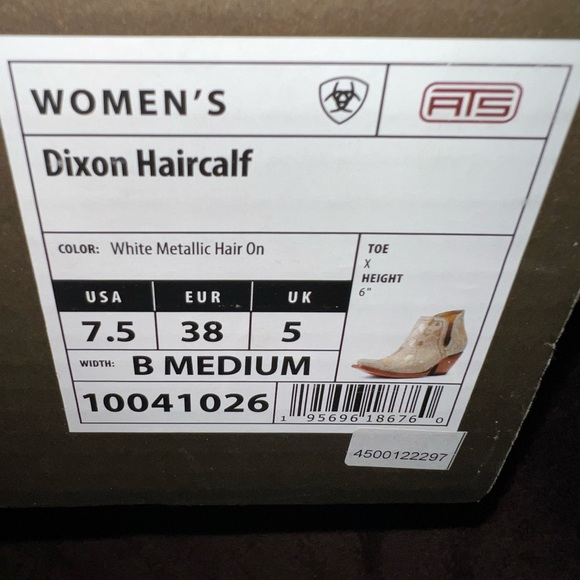 WOMEN'S
ATS
Dixon Haircalf
COLOR: White Metallic Hair On
TOE
X
HEIGHT
6"
USA EUR UK
7.5 38 5
WIDTH: B MEDIUM
10041026
1 95696 18676 0
4500122297